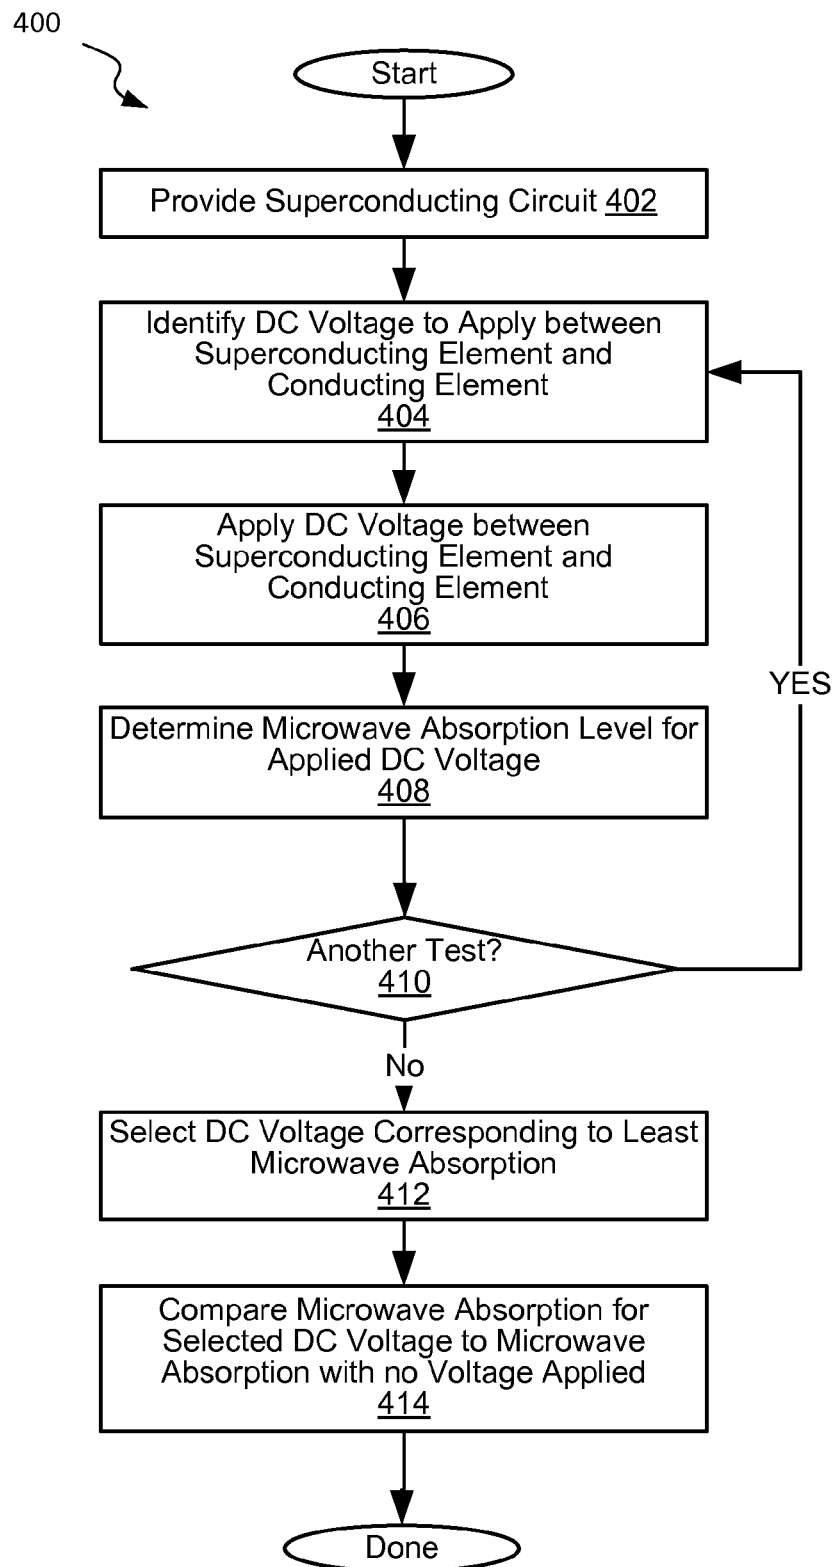 400
Start
Provide Superconducting Circuit 402
Identify DC Voltage to Apply between
Superconducting Element and
Conducting Element
404
Apply DC Voltage between
Superconducting Element and
Conducting Element
406
YES
Determine Microwave Absorption Level for
Applied DC Voltage
408
Another Test?
410
No
Select DC Voltage Corresponding to Least
Microwave Absorption
412
Compare Microwave Absorption for
Selected DC Voltage to Microwave
Absorption with no Voltage Applied
414
Done